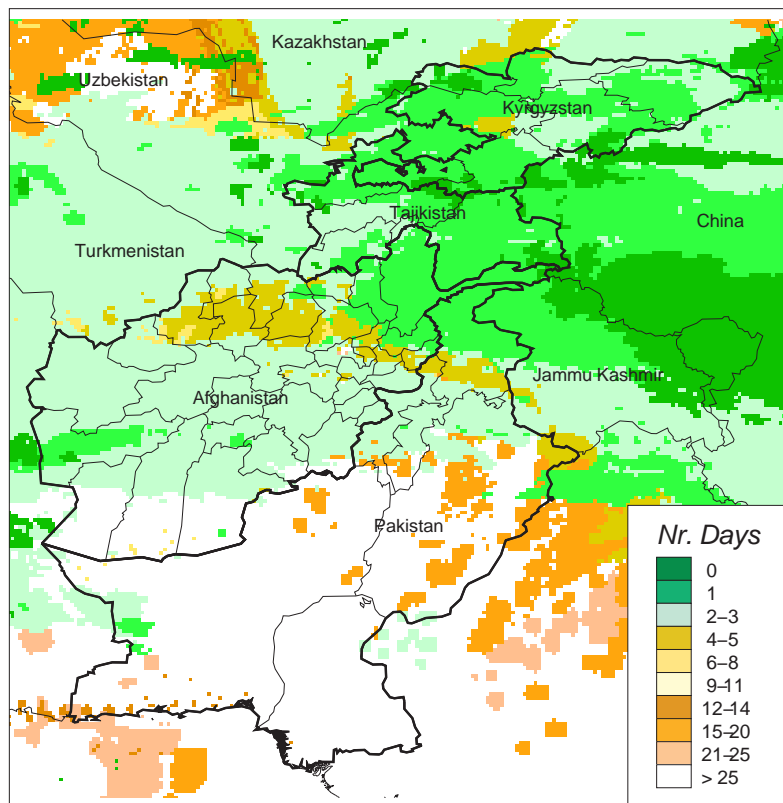 Kazakhstan
Uzbekistan
Kyrgyzstan
Tajikistan
China
Turkmenistan
Jammu Kashmir
Afghanistan
Pakistan
Nr. Days
0
1
2–3
4–5
6–8
9–11
12–14
15–20
21–25
> 25